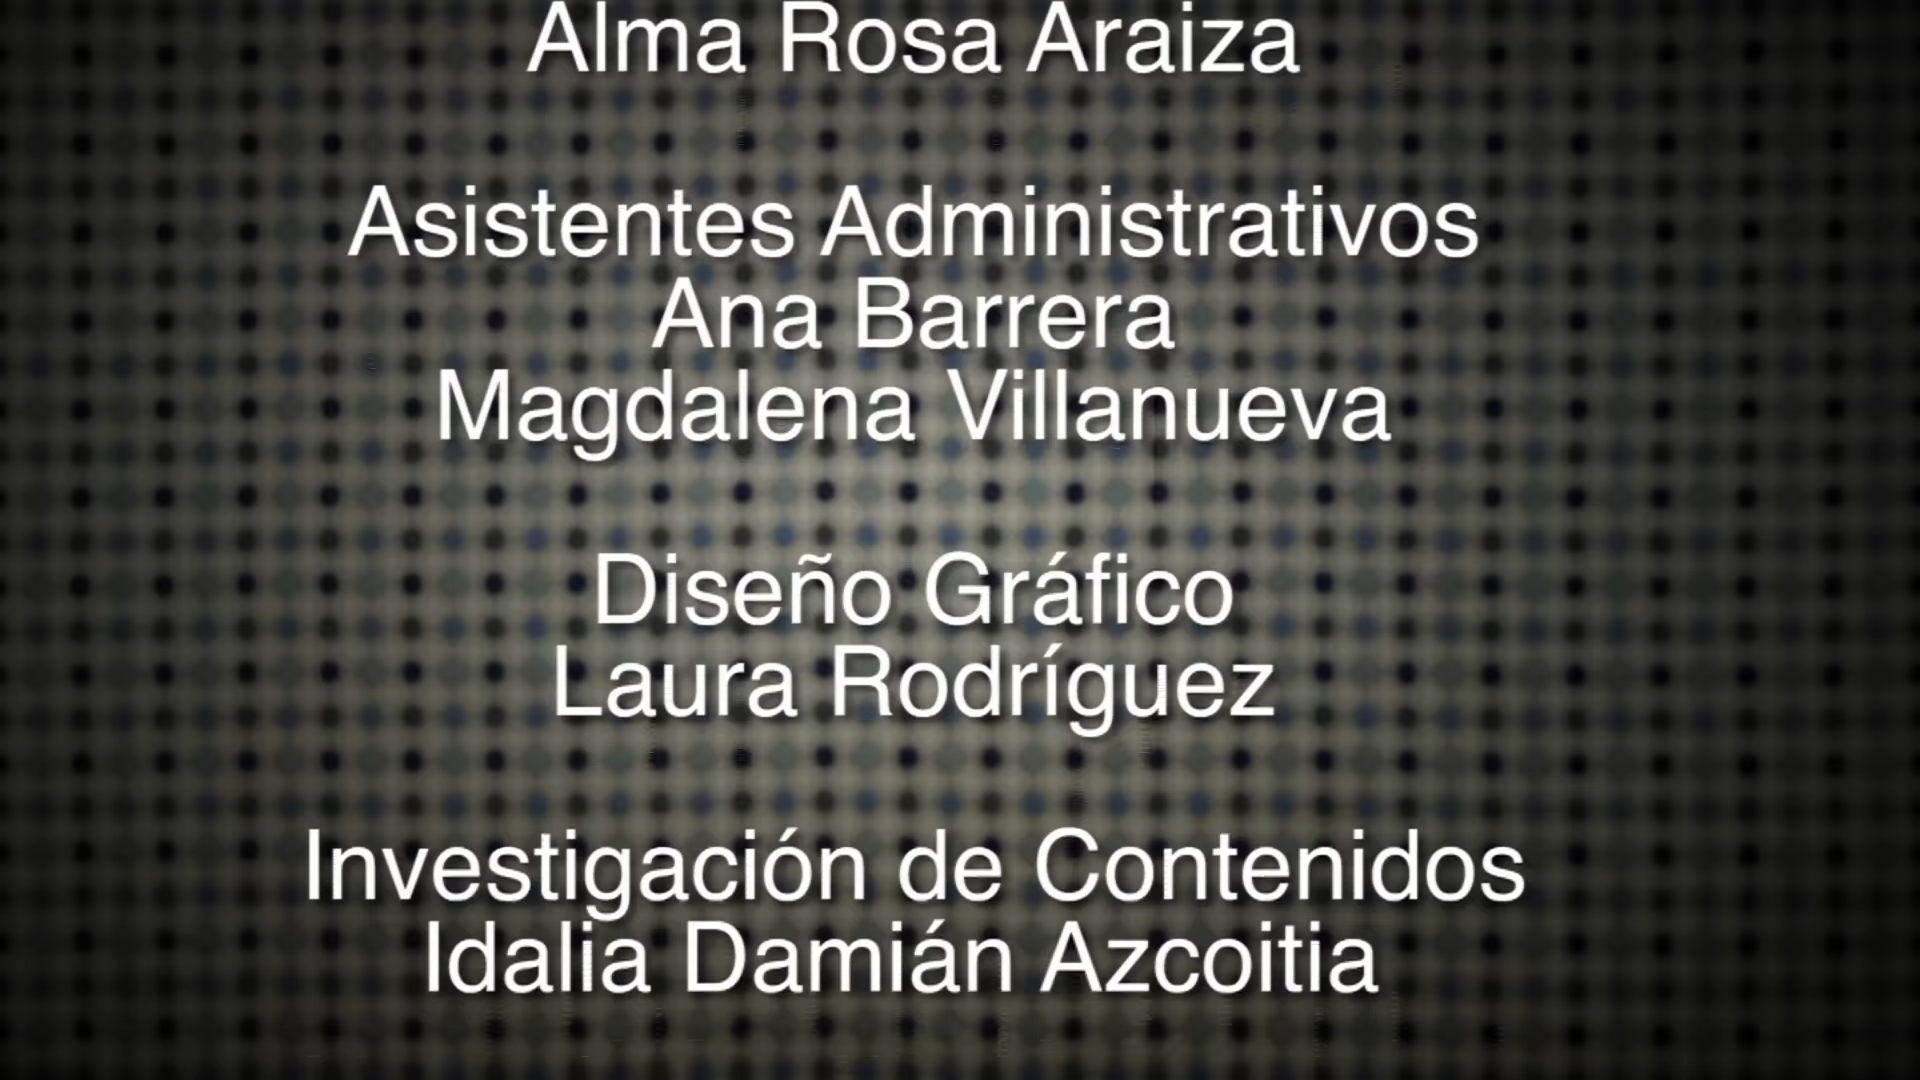 Alma Rosa Araiza
Asistentes Administrativos
Ana Barrera
Magdalena Villanueva
Diseño Gráfico
Laura Rodríguez
Investigación de Contenidos
Idalia Damián Azcoitia